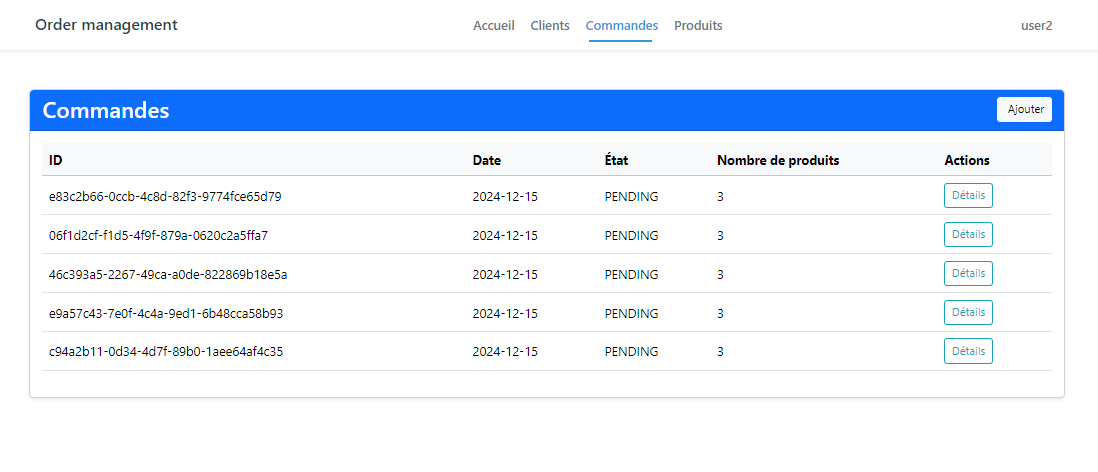 Order management Accueil Clients Commandes Produits user2
Commandes Ajouter
ID Date État Nombre de produits Actions
e83c2b66-0ccb-4c8d-82f3-9774fce65d79 2024-12-15 PENDING 3 Détails
06f1d2cf-f1d5-4f9f-879a-0620c2a5ffa7 2024-12-15 PENDING 3 Détails
46c393a5-2267-49ca-a0de-822869b18e5a 2024-12-15 PENDING 3 Détails
e9a57c43-7e0f-4c4a-9ed1-6b48cca58b93 2024-12-15 PENDING 3 Détails
c94a2b11-0d34-4d7f-89b0-1aee64af4c35 2024-12-15 PENDING 3 Détails